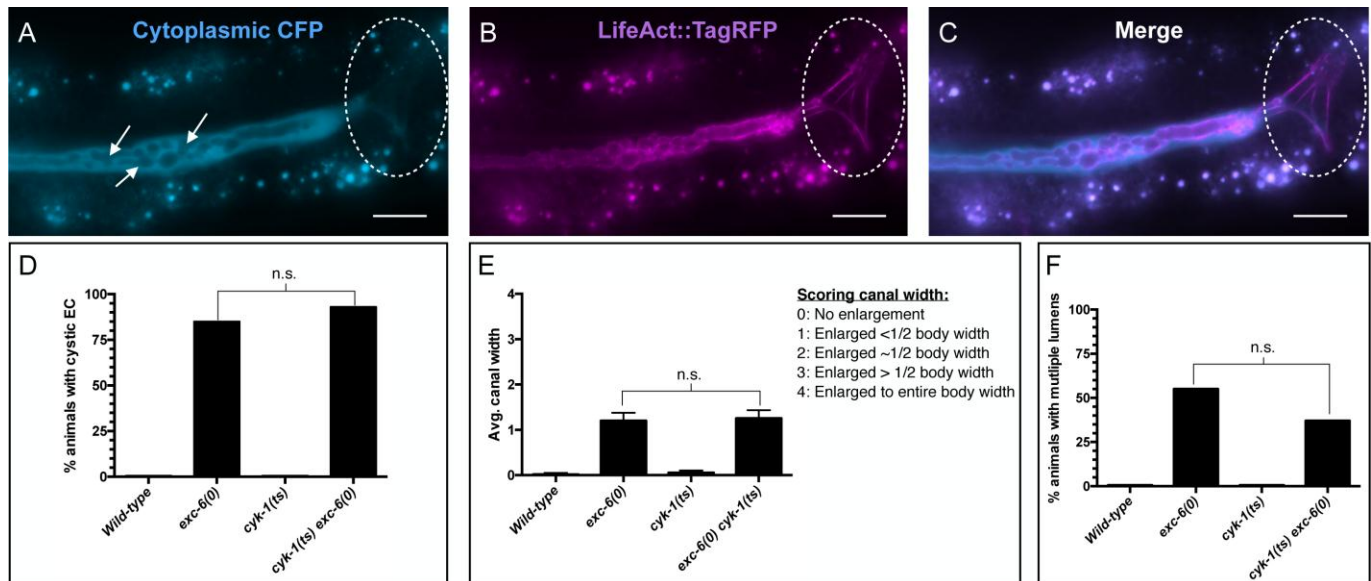 A
Cytoplasmic CFP
B
LifeAct::TagRFP
C
Merge
D
n.s.
100
75
50
25
0
% animals with cystic EC
Wild-type
exc-6(0)
cyk-1(ts)
cyk-1(ts) exc-6(0)
E
n.s.
4
3
2
1
0
Avg. canal width
Wild-type
exc-6(0)
cyk-1(ts)
exc-6(0) cyk-1(ts)
Scoring canal width:
0: No enlargement
1: Enlarged <1/2 body width
2: Enlarged ~1/2 body width
3: Enlarged > 1/2 body width
4: Enlarged to entire body width
F
n.s.
100
75
50
25
0
% animals with mutliple lumens
Wild-type
exc-6(0)
cyk-1(ts)
cyk-1(ts) exc-6(0)